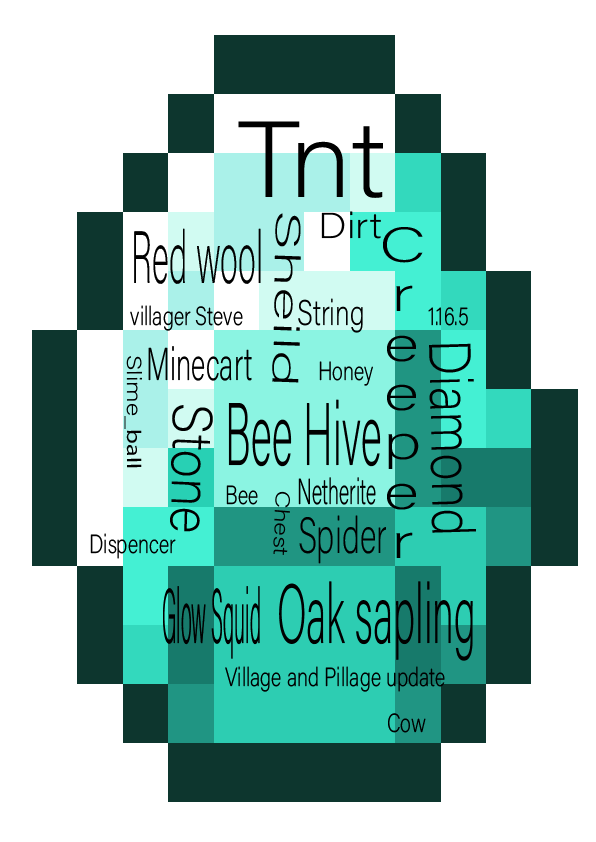 Tnt
Dirt
Sheild
Creeper
Red wool
villager Steve
String
1.16.5
Minecart
Honey
Diamond
Slime_ball
Stone
Bee Hive
Bee
Netherite
Chest
Spider
Dispencer
Glow Squid
Oak sapling
Village and Pillage update
Cow